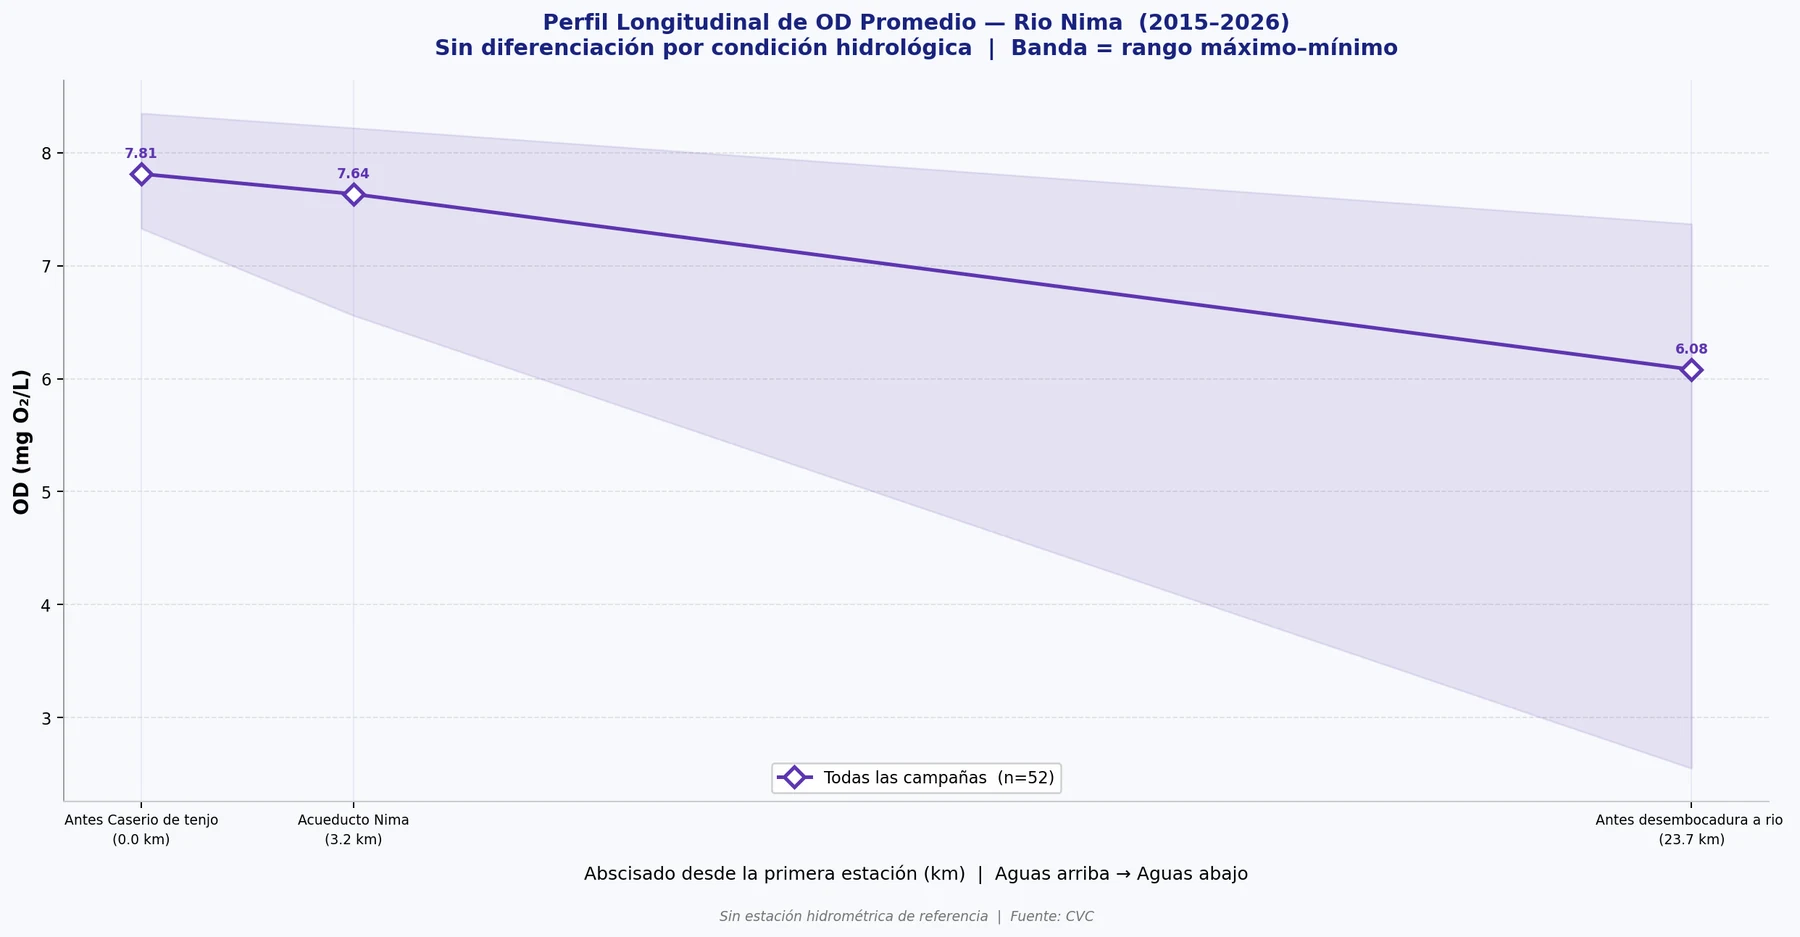 Perfil Longitudinal de OD Promedio — Rio Nima  (2015–2026)
Sin diferenciación por condición hidrológica  |  Banda = rango máximo–mínimo
OD (mg O₂/L)
8
7
6
5
4
3
7.81
7.64
6.08
Todas las campañas  (n=52)
Antes Caserio de tenjo
(0.0 km)
Acueducto Nima
(3.2 km)
Antes desembocadura a rio
(23.7 km)
Abscisado desde la primera estación (km)  |  Aguas arriba → Aguas abajo
Sin estación hidrométrica de referencia  |  Fuente: CVC